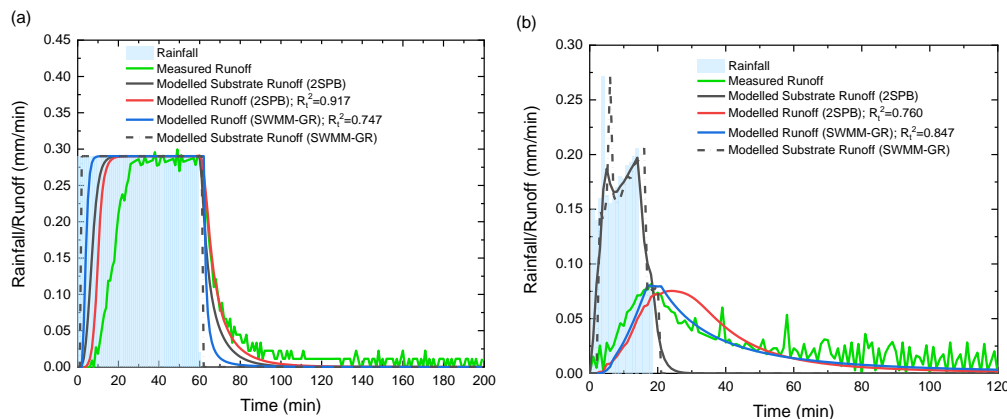 (a)
0.45
0.40
0.35
0.30
0.25
0.20
0.15
0.10
0.05
0.00
Rainfall/Runoff (mm/min)
Rainfall
Measured Runoff
Modelled Substrate Runoff (2SPB)
Modelled Runoff (2SPB); Rt²=0.917
Modelled Runoff (SWMM-GR); Rt²=0.747
Modelled Substrate Runoff (SWMM-GR)
0 20 40 60 80 100 120 140 160 180 200
Time (min)
(b)
0.30
0.25
0.20
0.15
0.10
0.05
0.00
Rainfall/Runoff (mm/min)
Rainfall
Measured Runoff
Modelled Substrate Runoff (2SPB)
Modelled Runoff (2SPB); Rt²=0.760
Modelled Runoff (SWMM-GR); Rt²=0.847
Modelled Substrate Runoff (SWMM-GR)
0 20 40 60 80 100 120
Time (min)